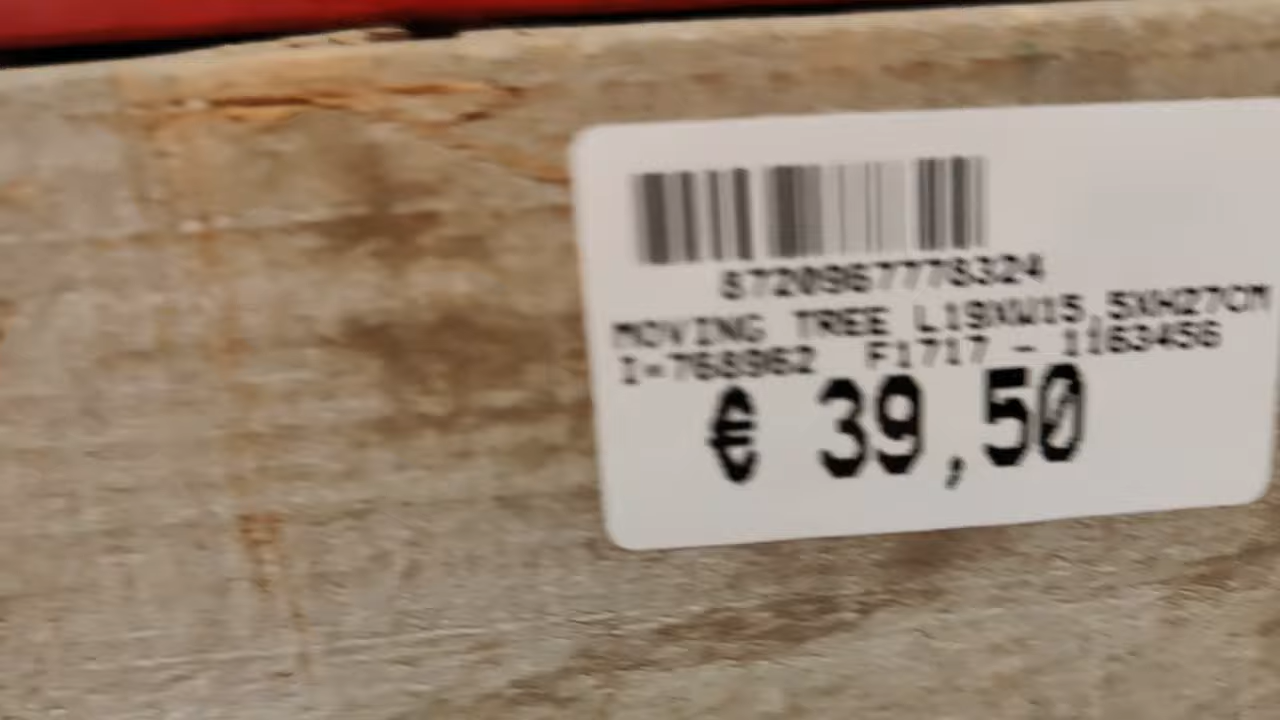 8720967778324
MOVING TREE L19XW15,5XH27CM
I-768962 F1717 - 1163456
€ 39,50